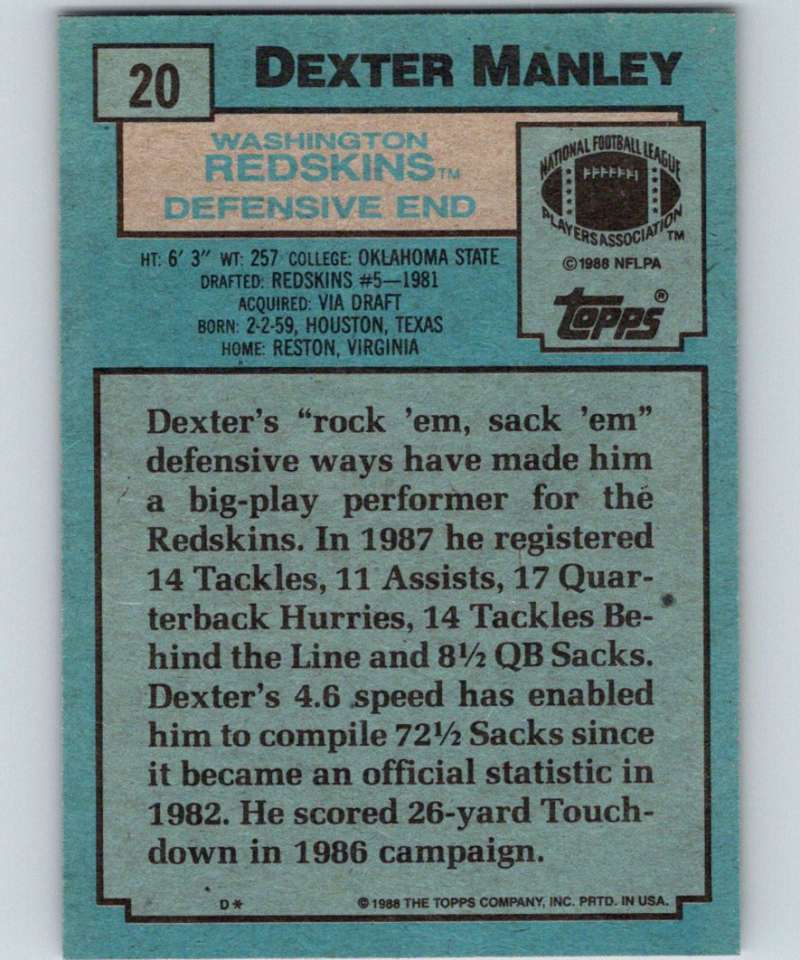 20
DEXTER MANLEY
WASHINGTON
REDSKINS™
DEFENSIVE END
NATIONAL FOOTBALL LEAGUE
PLAYERS ASSOCIATION™
©1988 NFLPA
Topps®
HT: 6' 3" WT: 257 COLLEGE: OKLAHOMA STATE
DRAFTED: REDSKINS #5—1981
ACQUIRED: VIA DRAFT
BORN: 2-2-59, HOUSTON, TEXAS
HOME: RESTON, VIRGINIA
Dexter's “rock ’em, sack ’em”
defensive ways have made him
a big-play performer for the
Redskins. In 1987 he registered
14 Tackles, 11 Assists, 17 Quar-
terback Hurries, 14 Tackles Be-
hind the Line and 8½ QB Sacks.
Dexter's 4.6 speed has enabled
him to compile 72½ Sacks since
it became an official statistic in
1982. He scored 26-yard Touch-
down in 1986 campaign.
D*
©1988 THE TOPPS COMPANY, INC. PRTD. IN USA.